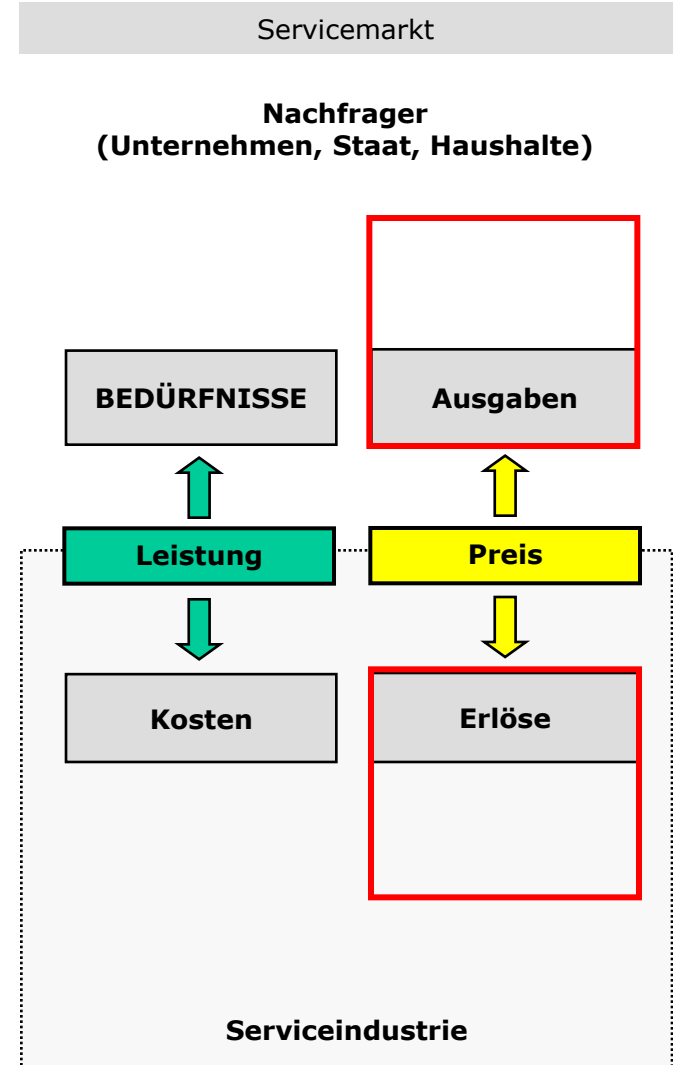 Servicemarkt
Nachfrager
(Unternehmen, Staat, Haushalte)
BEDÜRFNISSE
Ausgaben
Leistung
Preis
Kosten
Erlöse
Serviceindustrie